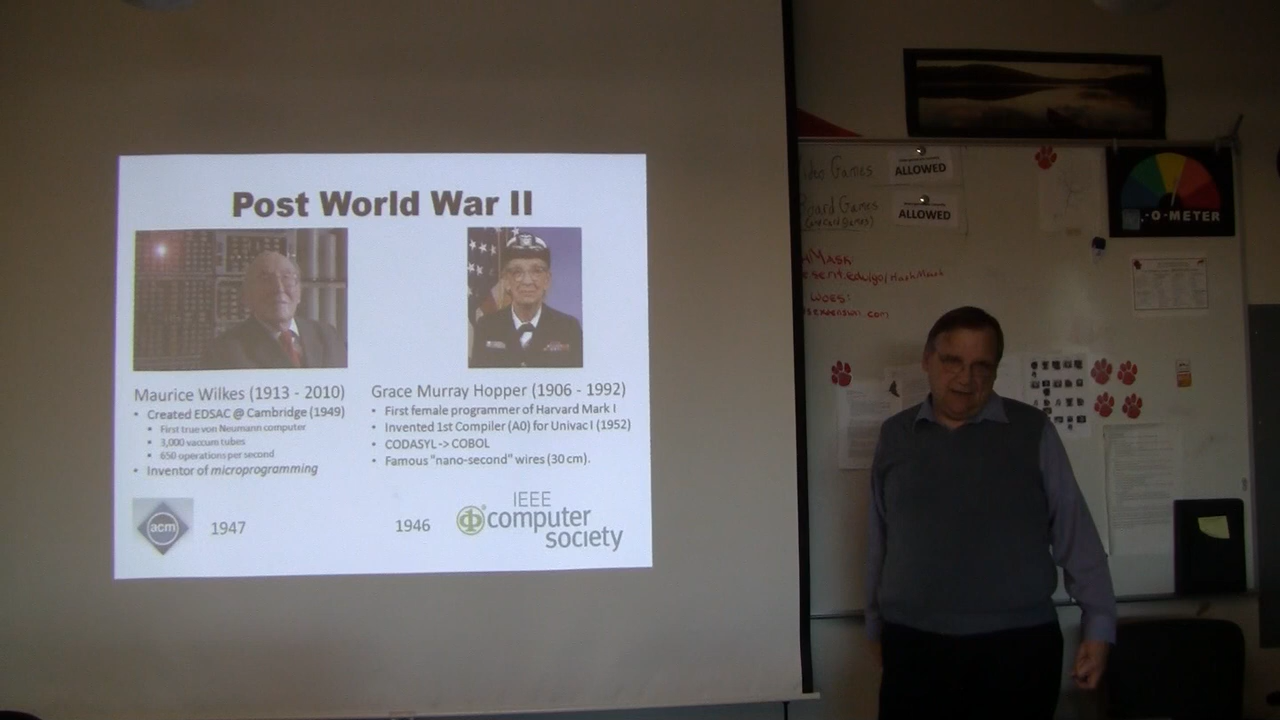 Post World War II
Maurice Wilkes (1913 - 2010)
• Created EDSAC @ Cambridge (1949)
• First true von Neumann computer
• 3,000 vaccum tubes
• 650 operations per second
• Inventor of microprogramming
acm
1947
Grace Murray Hopper (1906 - 1992)
• First female programmer of Harvard Mark I
• Invented 1st Compiler (A0) for Univac I (1952)
• CODASYL -> COBOL
• Famous "nano-second" wires (30 cm).
1946
IEEE
computer
society
Games
ALLOWED
Board Games
ALLOWED
HashMash
WOES:
-O-METER